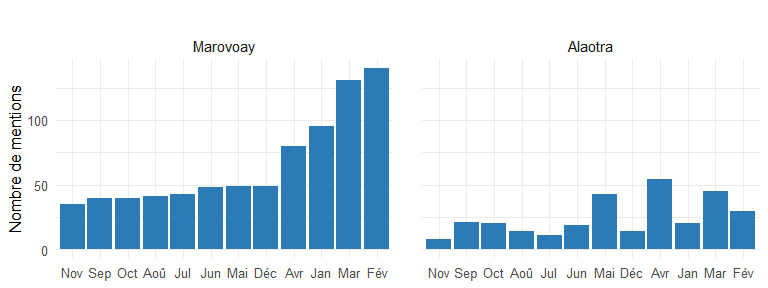 Marovoay
Alaotra
Nombre de mentions
100
50
0
Nov Sep Oct Aoû Jul Jun Mai Déc Avr Jan Mar Fév
Nov Sep Oct Aoû Jul Jun Mai Déc Avr Jan Mar Fév